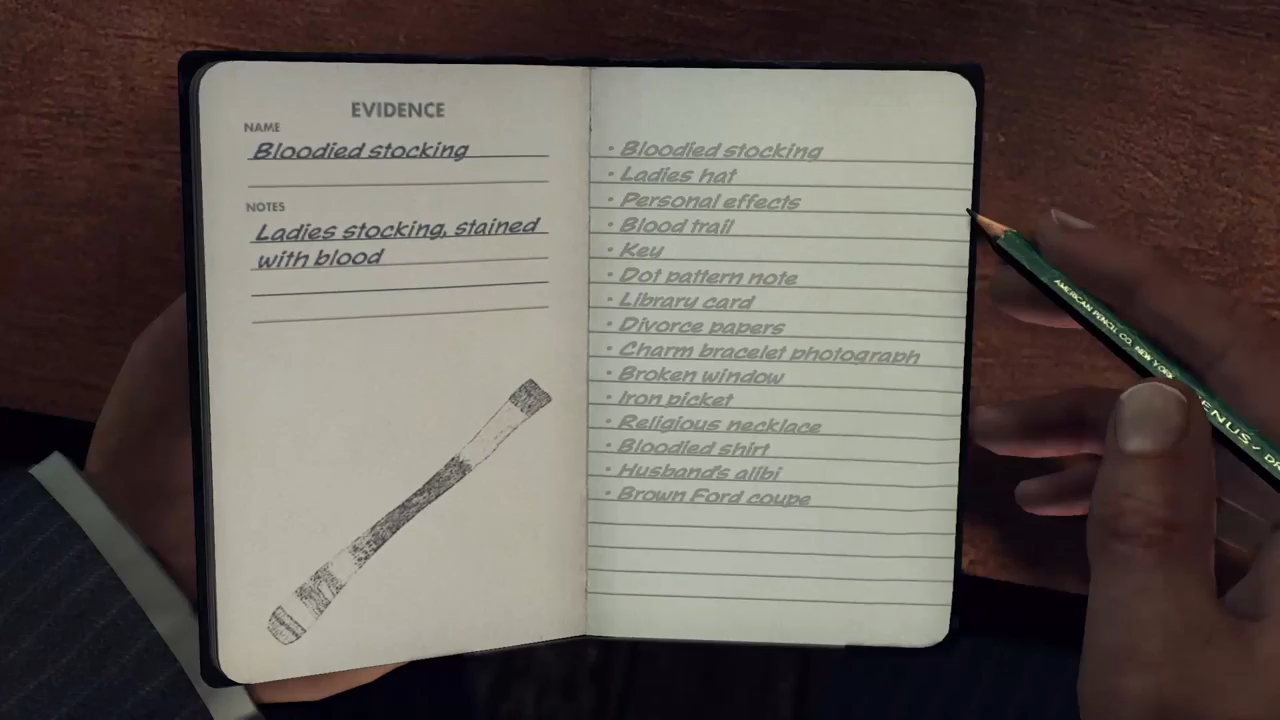 EVIDENCE
NAME
Bloodied stocking
NOTES
Ladies stocking, stained
with blood
• Bloodied stocking
• Ladies hat
• Personal effects
• Blood trail
• Key
• Dot pattern note
• Library card
• Divorce papers
• Charm bracelet photograph
• Broken window
• Iron picket
• Religious necklace
• Bloodied shirt
• Husband's alibi
• Brown Ford coupe
AMERICAN PENCIL CO. NEW YORK